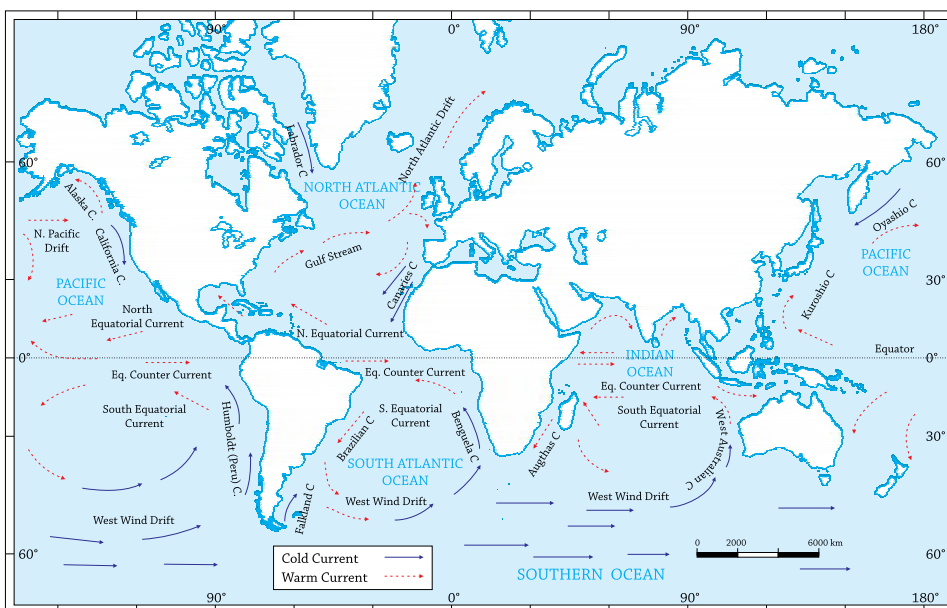 90°
0°
90°
180°
60°
60°
Labrador C
North Atlantic Drift
NORTH ATLANTIC
OCEAN
Alaska C.
Oyashio C
N. Pacific
Drift
California C.
Gulf Stream
PACIFIC
OCEAN
30°
30°
PACIFIC
OCEAN
Canaries C
Kuroshio C
North
Equatorial Current
N. Equatorial Current
0°
0°
Equator
INDIAN
OCEAN
Eq. Counter Current
Eq. Counter Current
Eq. Counter Current
South Equatorial
Current
S. Equatorial
Current
South Equatorial
Current
Humboldt (Peru) C.
Brazilian C
Benguela C
Augthas C
West Australian C
30°
SOUTH ATLANTIC
OCEAN
West Wind Drift
West Wind Drift
West Wind Drift
Falkland C
60°
60°
0
2000
6000 km
Cold Current
Warm Current
SOUTHERN OCEAN
90°
0°
90°
180°